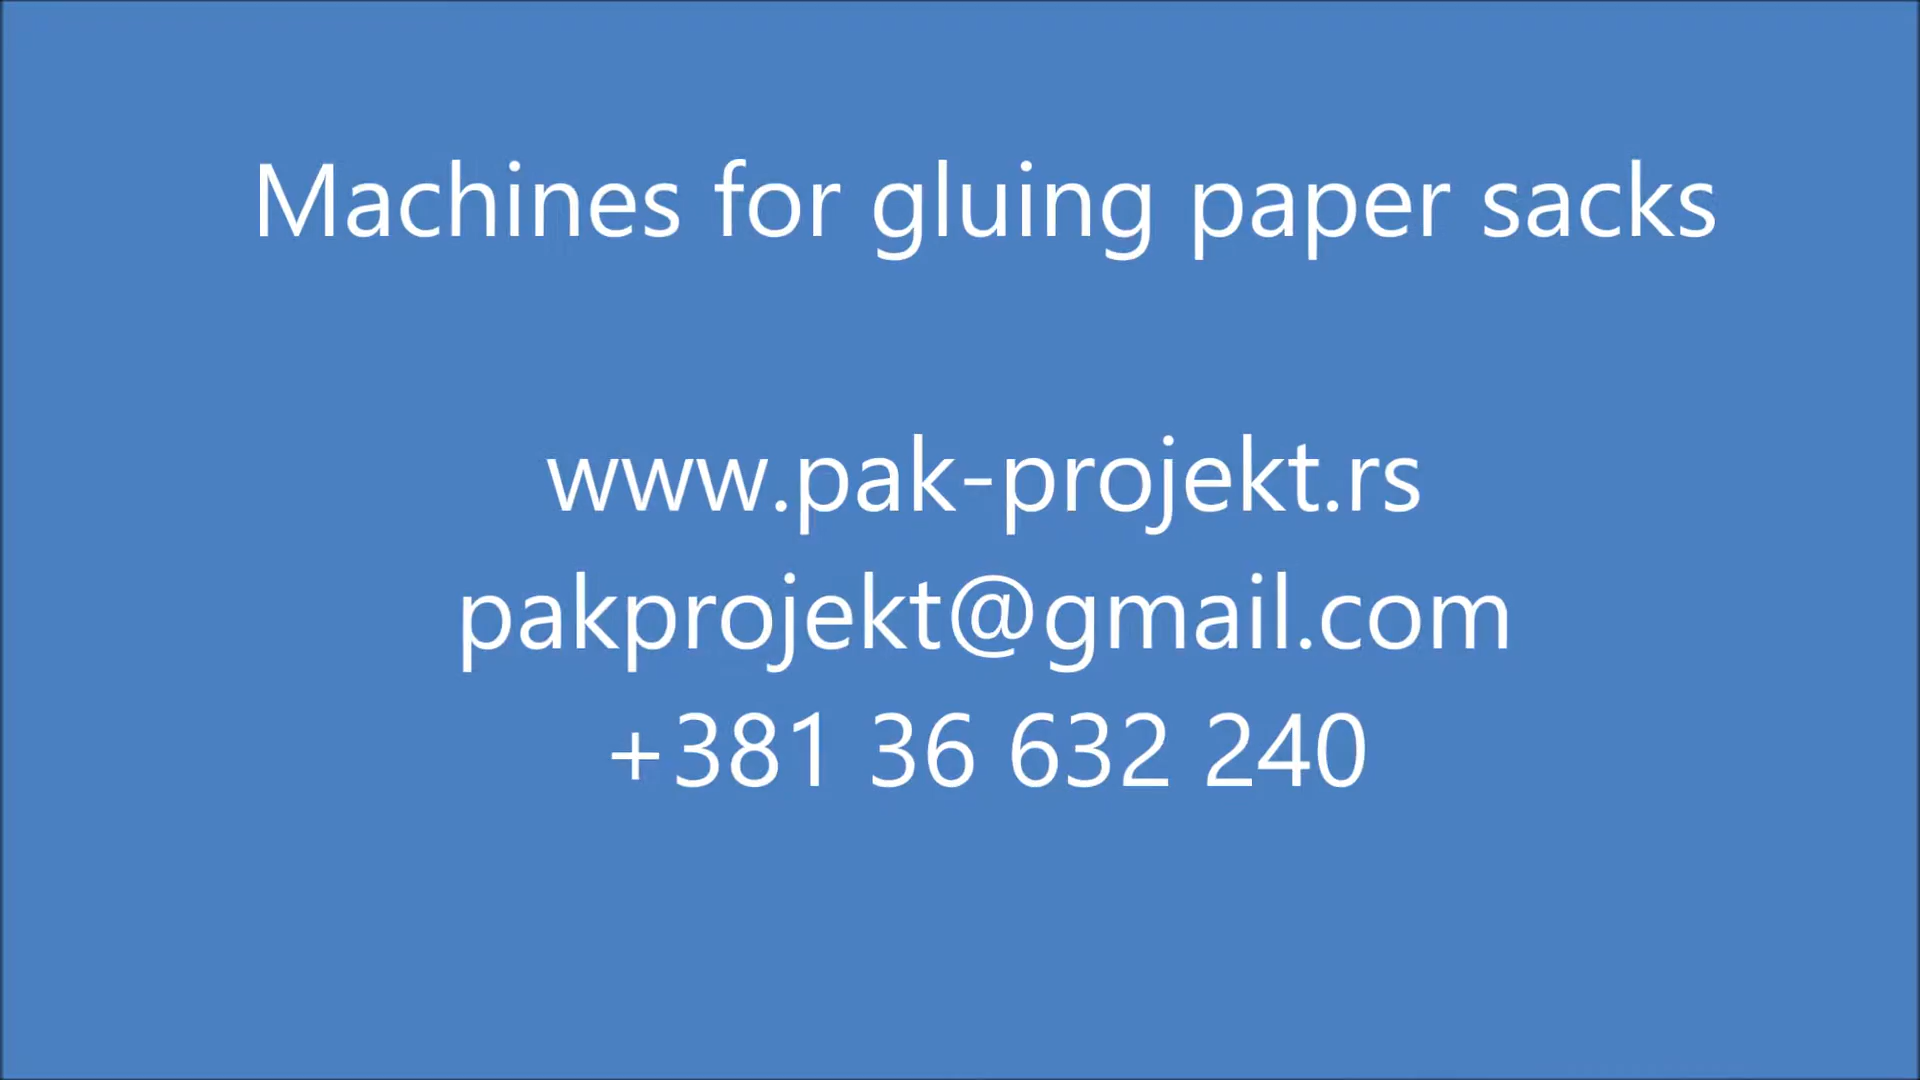 Machines for gluing paper sacks
www.pak-projekt.rs
pakprojekt@gmail.com
+381 36 632 240